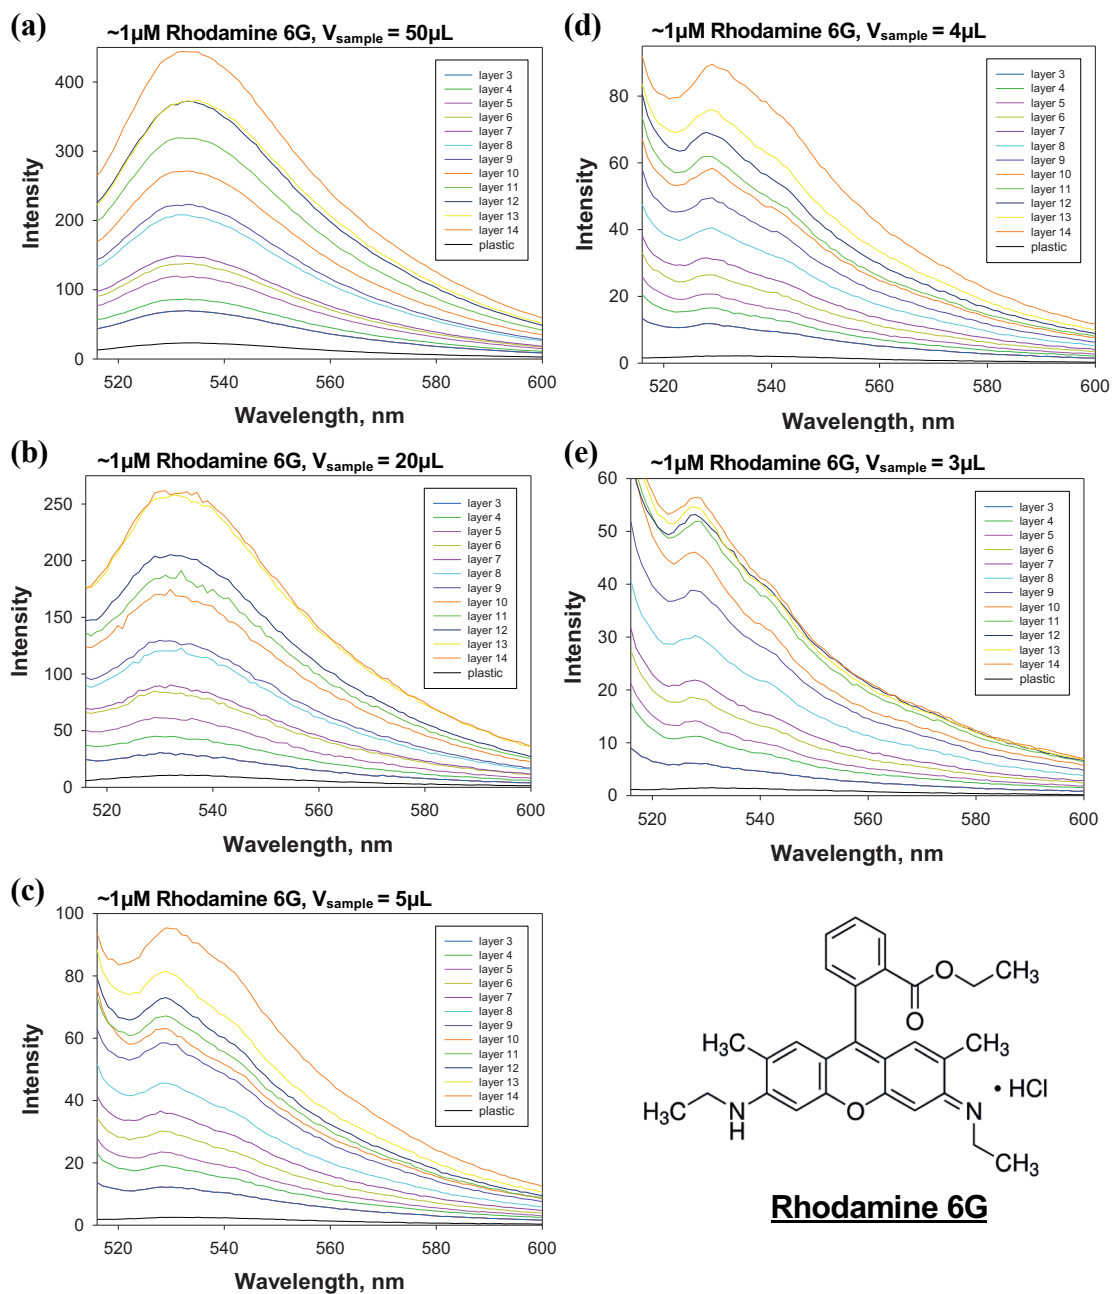 (a)
~1µM Rhodamine 6G, Vsample = 50µL
400
300
200
100
0
Intensity
layer 3
layer 4
layer 5
layer 6
layer 7
layer 8
layer 9
layer 10
layer 11
layer 12
layer 13
layer 14
plastic
520 540 560 580 600
Wavelength, nm
(d)
~1µM Rhodamine 6G, Vsample = 4µL
80
60
40
20
0
Intensity
layer 3
layer 4
layer 5
layer 6
layer 7
layer 8
layer 9
layer 10
layer 11
layer 12
layer 13
layer 14
plastic
520 540 560 580 600
Wavelength, nm
(b)
~1µM Rhodamine 6G, Vsample = 20µL
250
200
150
100
50
0
Intensity
layer 3
layer 4
layer 5
layer 6
layer 7
layer 8
layer 9
layer 10
layer 11
layer 12
layer 13
layer 14
plastic
520 540 560 580 600
Wavelength, nm
(e)
~1µM Rhodamine 6G, Vsample = 3µL
60
50
40
30
20
10
0
Intensity
layer 3
layer 4
layer 5
layer 6
layer 7
layer 8
layer 9
layer 10
layer 11
layer 12
layer 13
layer 14
plastic
520 540 560 580 600
Wavelength, nm
(c)
~1µM Rhodamine 6G, Vsample = 5µL
100
80
60
40
20
0
Intensity
layer 3
layer 4
layer 5
layer 6
layer 7
layer 8
layer 9
layer 10
layer 11
layer 12
layer 13
layer 14
plastic
520 540 560 580 600
Wavelength, nm
O CH3
O
H3C CH3
• HCl
H3C N O N
H
CH3
Rhodamine 6G